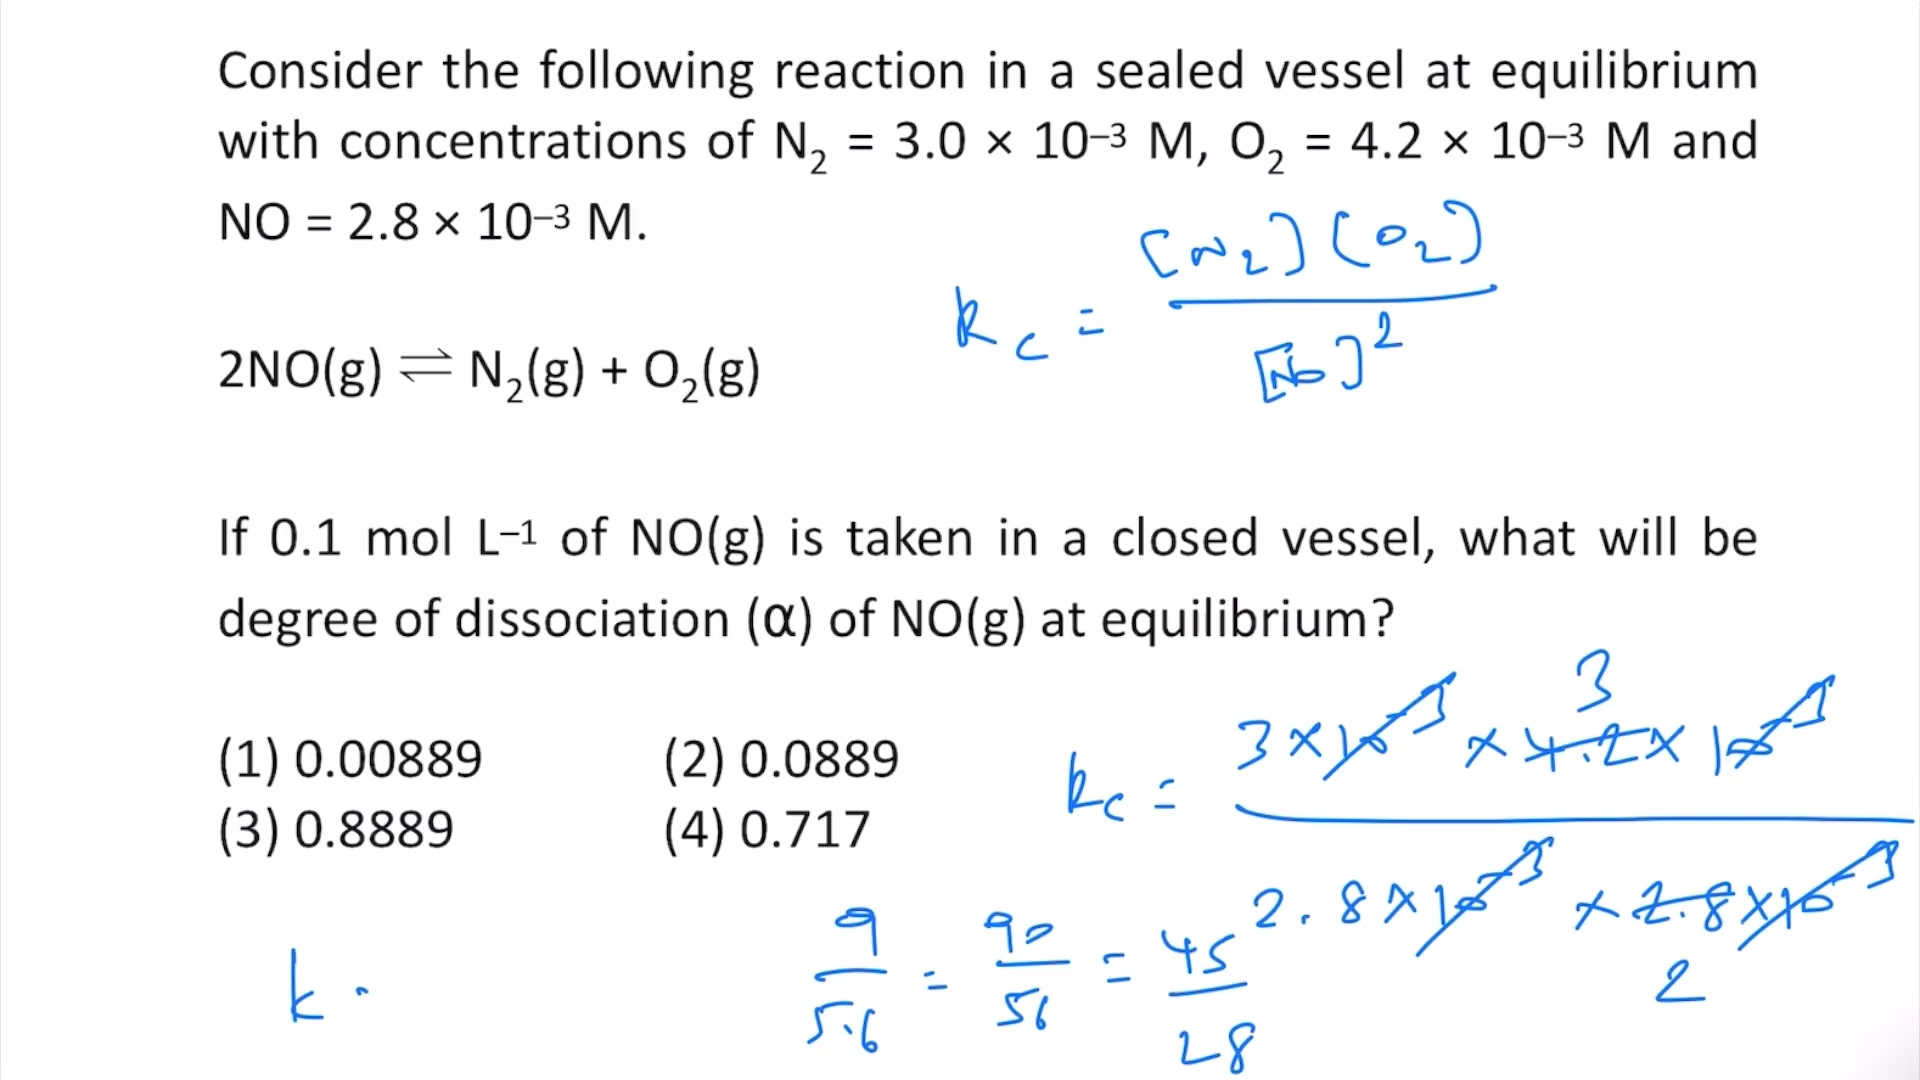 Consider the following reaction in a sealed vessel at equilibrium
with concentrations of N₂ = 3.0 × 10⁻³ M, O₂ = 4.2 × 10⁻³ M and
NO = 2.8 × 10⁻³ M.
[N₂] [O₂]
kc =
[NO]²
2NO(g) ⇌ N₂(g) + O₂(g)
If 0.1 mol L⁻¹ of NO(g) is taken in a closed vessel, what will be
degree of dissociation (α) of NO(g) at equilibrium?
(1) 0.00889 (2) 0.0889
(3) 0.8889 (4) 0.717
3
3 × 10⁻³ × 4.2 × 10⁻³
kc =
2.8 × 10⁻³ × 2.8 × 10⁻³
2
9/5.6 = 90/56 = 45/28
k